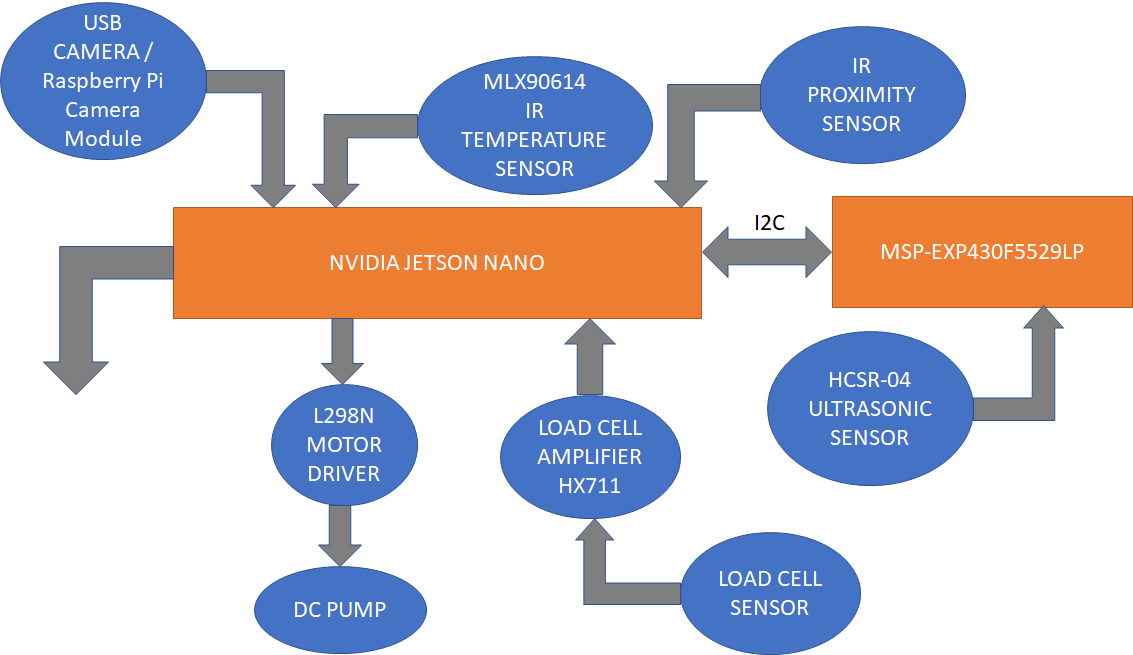 USB
CAMERA /
Raspberry Pi
Camera
Module
MLX90614
IR
TEMPERATURE
SENSOR
IR
PROXIMITY
SENSOR
NVIDIA JETSON NANO
I2C
MSP-EXP430F5529LP
L298N
MOTOR
DRIVER
LOAD CELL
AMPLIFIER
HX711
HCSR-04
ULTRASONIC
SENSOR
DC PUMP
LOAD CELL
SENSOR